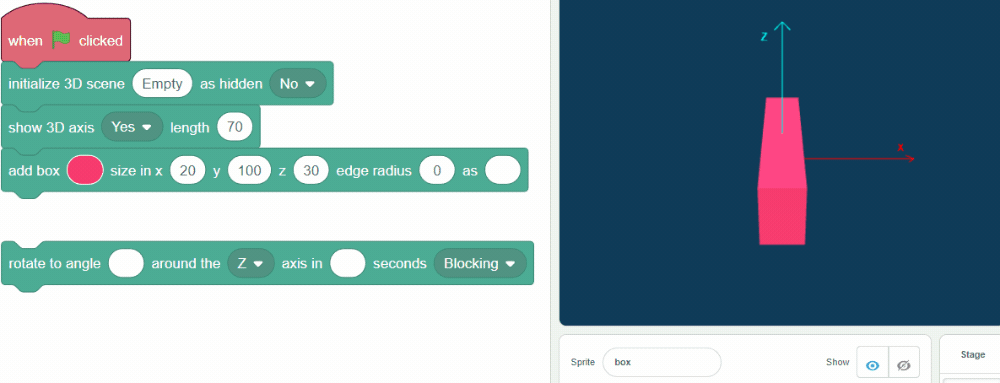 when clicked
initialize 3D scene Empty as hidden No
show 3D axis Yes length 70
add box size in x 20 y 100 z 30 edge radius 0 as
rotate to angle around the Z axis in seconds Blocking
z
x
Sprite box Show
Stage